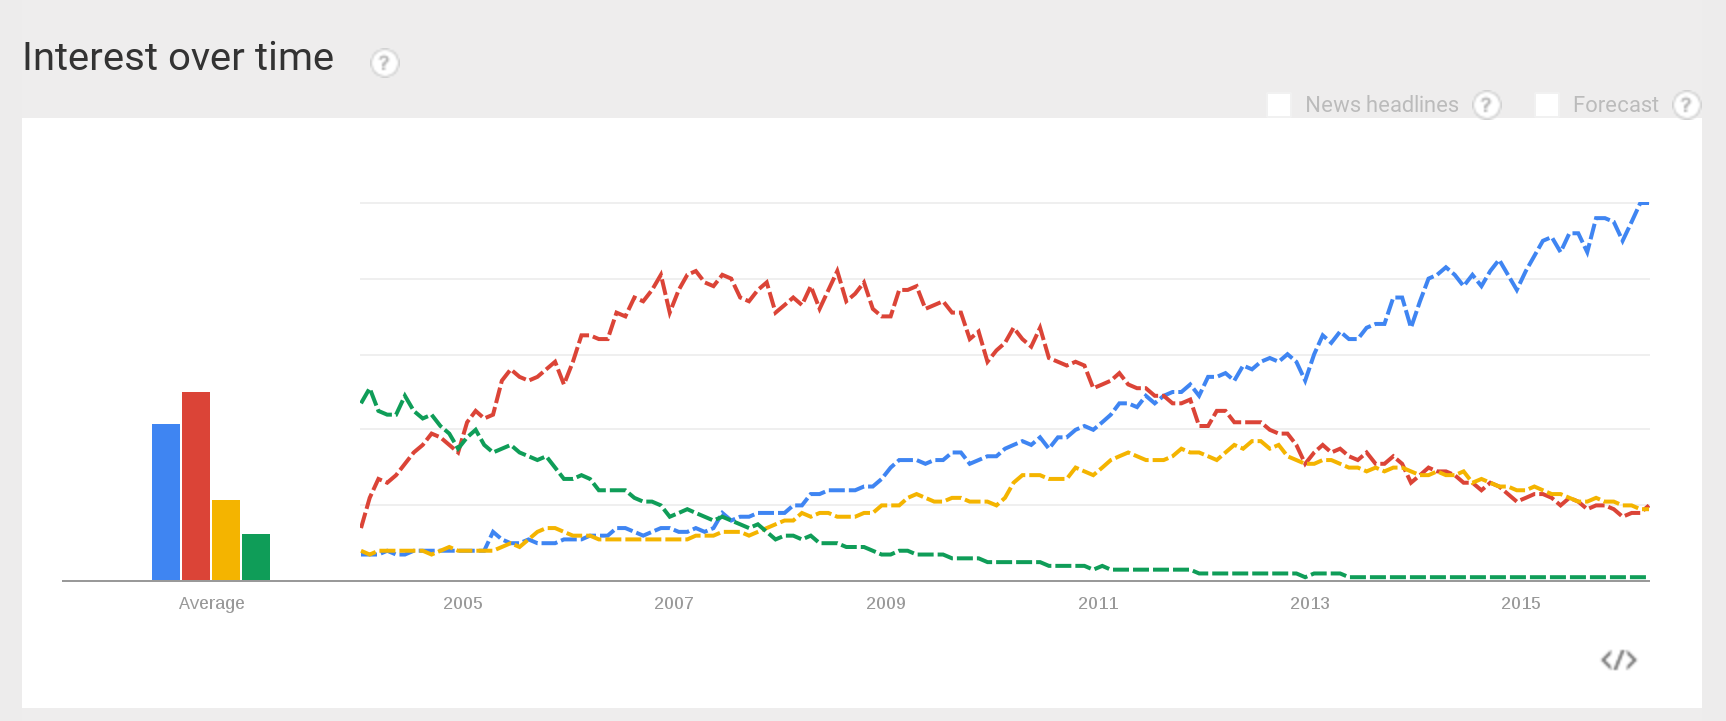 Interest over time ?
News headlines ? Forecast ?
Average 2005 2007 2009 2011 2013 2015
</>